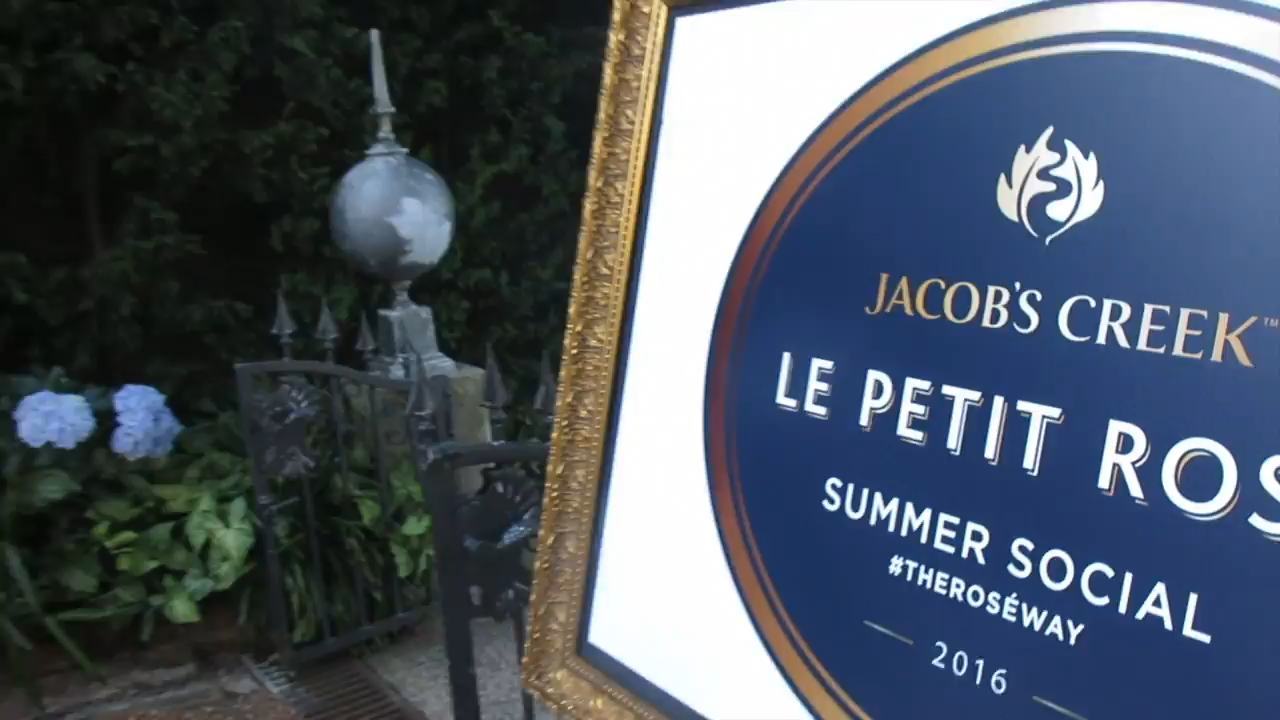 JACOB'S CREEK™
LE PETIT ROS
SUMMER SOCIAL
#THEROSÉWAY
2016